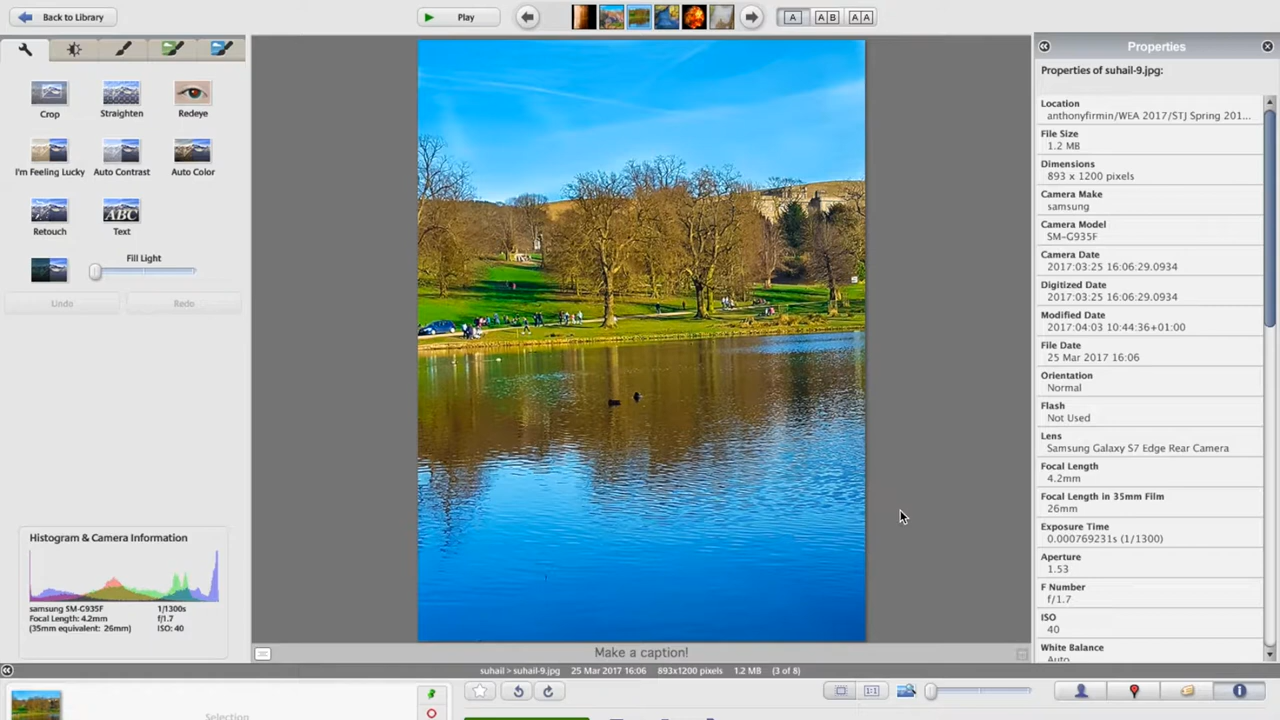 Back to Library
Play
A
A B
A A
Crop
Straighten
Redeye
I'm Feeling Lucky
Auto Contrast
Auto Color
Retouch
ABC
Text
Fill Light
Undo
Redo
Histogram & Camera Information
samsung SM-G935F
1/1300s
Focal Length: 4.2mm
f/1.7
(35mm equivalent: 26mm)
ISO: 40
Make a caption!
suhail > suhail-9.jpg 25 Mar 2017 16:06 893x1200 pixels 1.2 MB (3 of 8)
Selection
1:1
Properties
Properties of suhail-9.jpg:
Location
anthonyfirmin/WEA 2017/STJ Spring 201...
File Size
1.2 MB
Dimensions
893 x 1200 pixels
Camera Make
samsung
Camera Model
SM-G935F
Camera Date
2017:03:25 16:06:29.0934
Digitized Date
2017:03:25 16:06:29.0934
Modified Date
2017:04:03 10:44:36+01:00
File Date
25 Mar 2017 16:06
Orientation
Normal
Flash
Not Used
Lens
Samsung Galaxy S7 Edge Rear Camera
Focal Length
4.2mm
Focal Length in 35mm Film
26mm
Exposure Time
0.000769231s (1/1300)
Aperture
1.53
F Number
f/1.7
ISO
40
White Balance
Auto